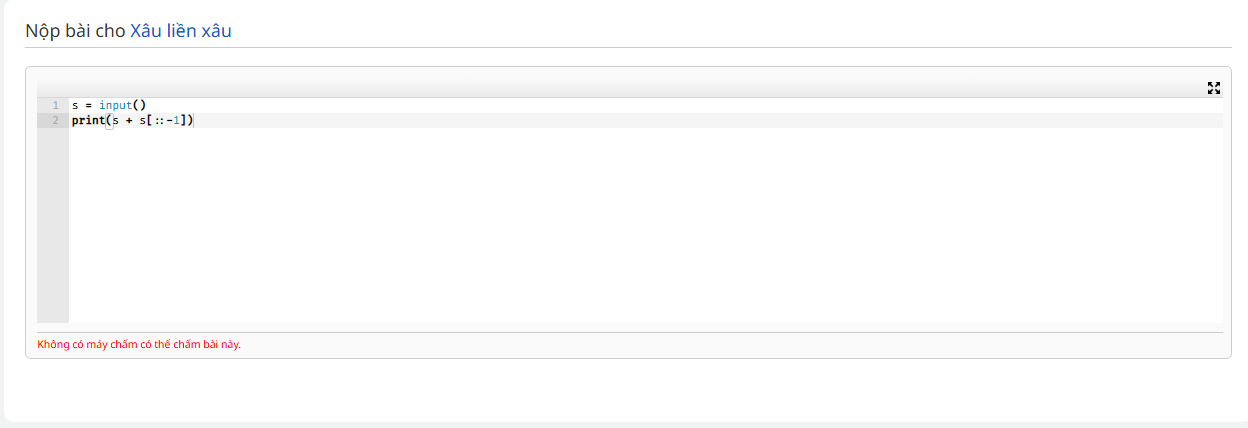 Nộp bài cho Xâu liền xâu
1 s = input()
2 print(s + s[::-1])
Không có máy chấm có thể chấm bài này.